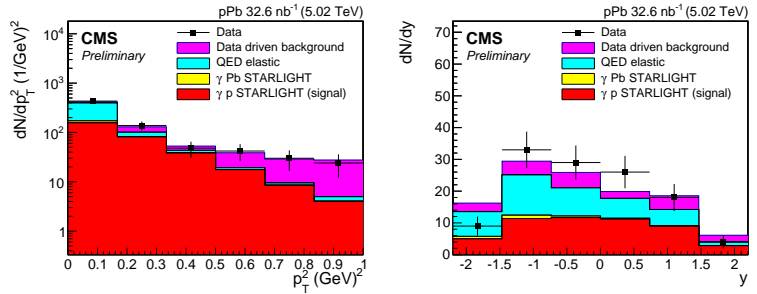 pPb 32.6 nb⁻¹ (5.02 TeV)
CMS
Preliminary
Data
Data driven background
QED elastic
γ Pb STARLIGHT
γ p STARLIGHT (signal)
dN/dp_T² (1/GeV)²
10⁴
10³
10²
10
1
0 0.1 0.2 0.3 0.4 0.5 0.6 0.7 0.8 0.9 1
p_T² (GeV)²
pPb 32.6 nb⁻¹ (5.02 TeV)
CMS
Preliminary
Data
Data driven background
QED elastic
γ Pb STARLIGHT
γ p STARLIGHT (signal)
dN/dy
70
60
50
40
30
20
10
0
-2 -1.5 -1 -0.5 0 0.5 1 1.5 2
y